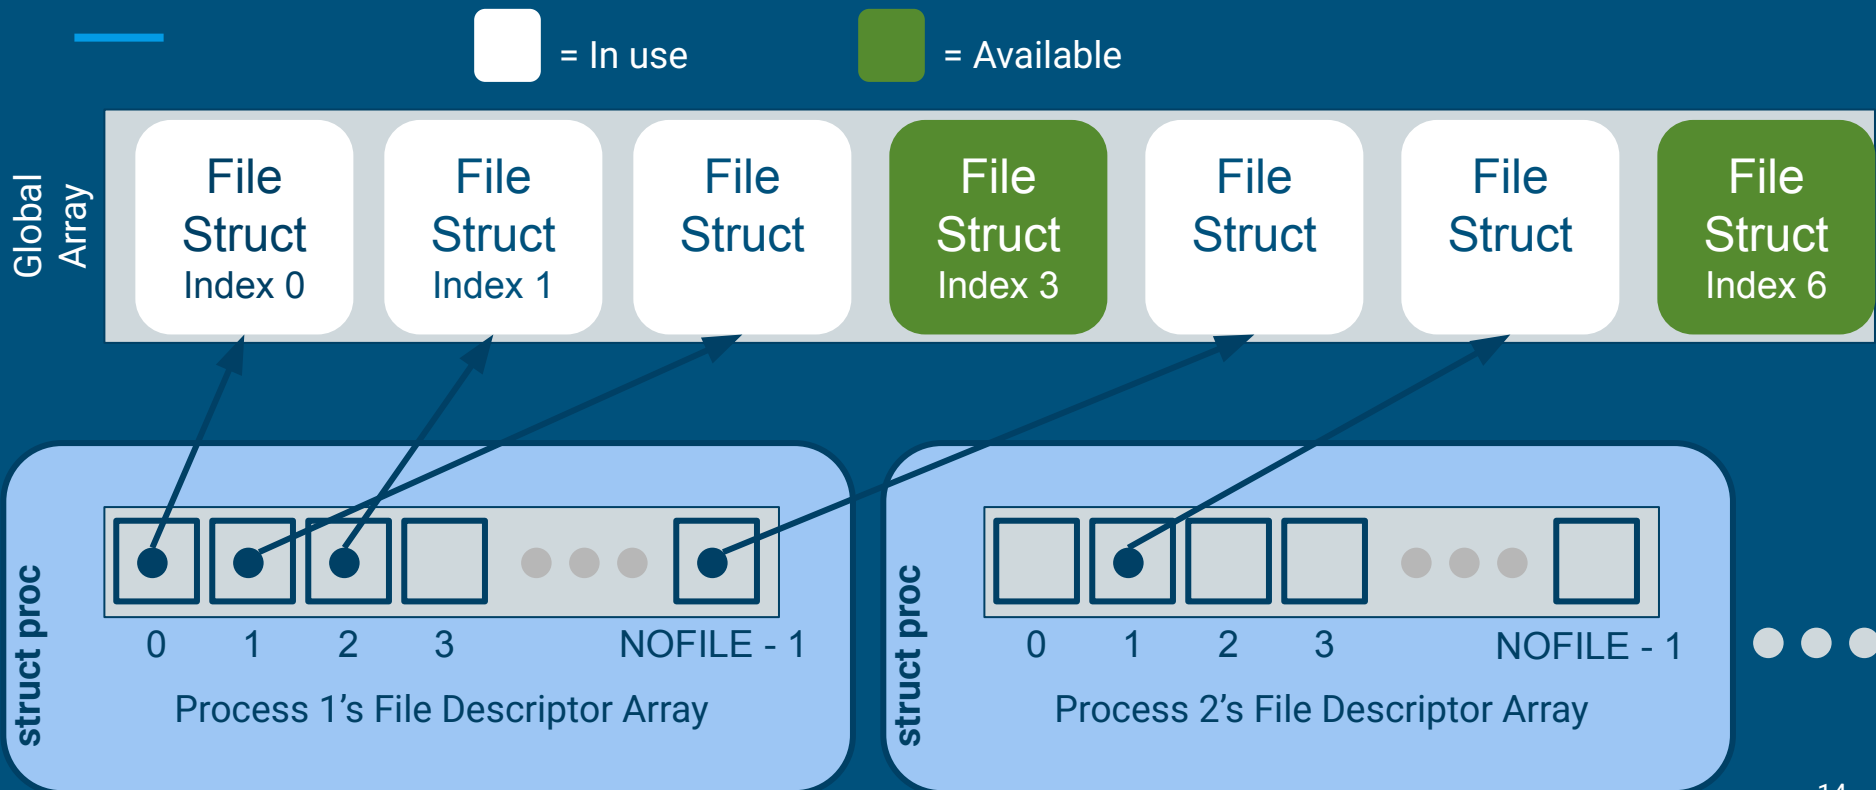 = In use
= Available
Global
Array
File
Struct
Index 0
File
Struct
Index 1
File
Struct
File
Struct
Index 3
File
Struct
File
Struct
File
Struct
Index 6
struct proc
0 1 2 3 NOFILE - 1
Process 1's File Descriptor Array
struct proc
0 1 2 3 NOFILE - 1
Process 2's File Descriptor Array
14